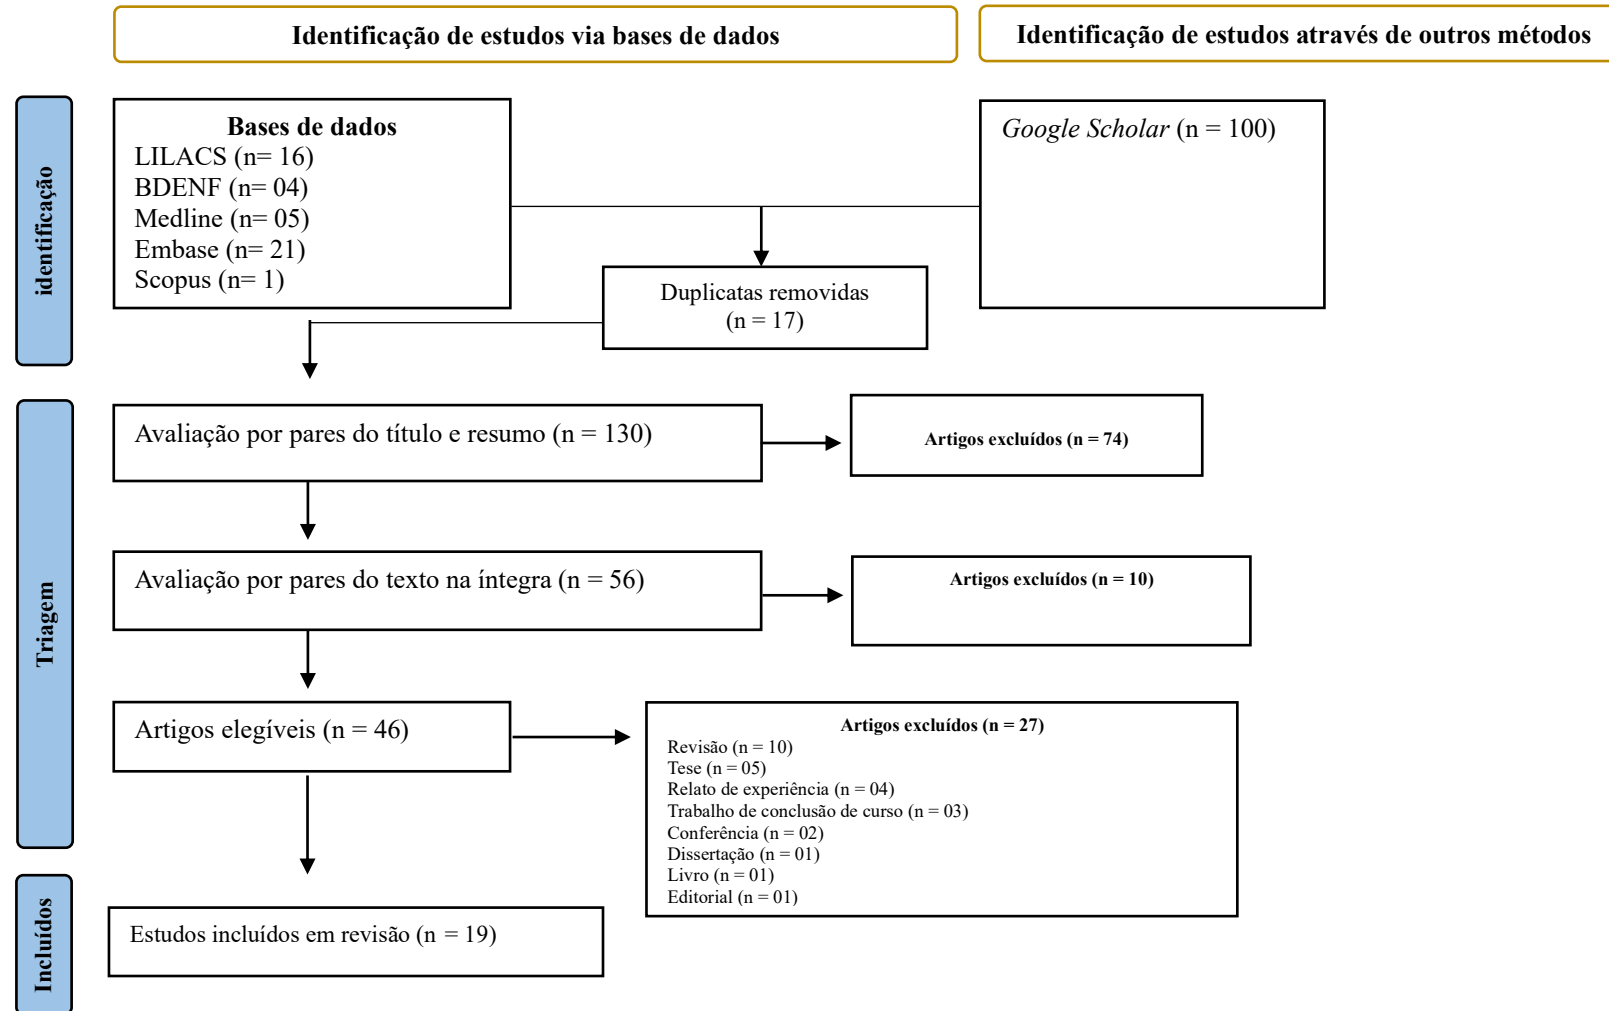 Identificação de estudos via bases de dados
Identificação de estudos através de outros métodos
identificação
Bases de dados
LILACS (n= 16)
BDENF (n= 04)
Medline (n= 05)
Embase (n= 21)
Scopus (n= 1)
Google Scholar (n = 100)
Duplicatas removidas
(n = 17)
Triagem
Avaliação por pares do título e resumo (n = 130)
Artigos excluídos (n = 74)
Avaliação por pares do texto na íntegra (n = 56)
Artigos excluídos (n = 10)
Artigos elegíveis (n = 46)
Artigos excluídos (n = 27)
Revisão (n = 10)
Tese (n = 05)
Relato de experiência (n = 04)
Trabalho de conclusão de curso (n = 03)
Conferência (n = 02)
Dissertação (n = 01)
Livro (n = 01)
Editorial (n = 01)
Incluídos
Estudos incluídos em revisão (n = 19)